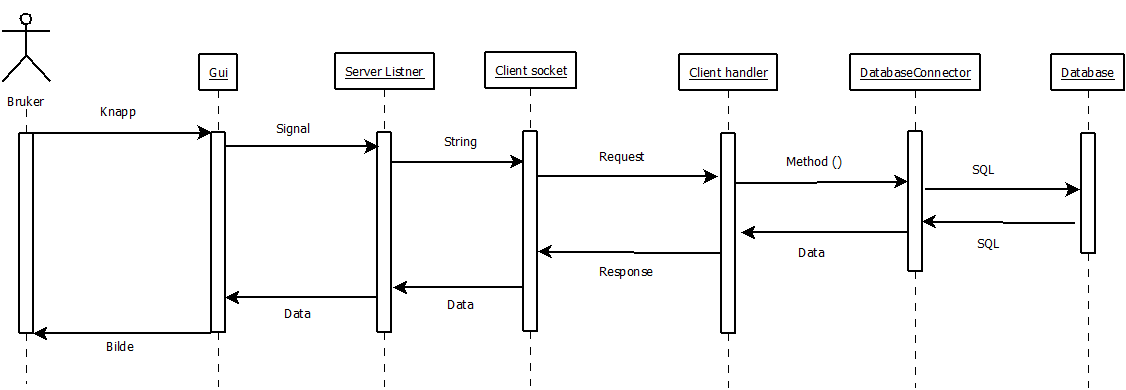 Bruker
Gui
Server Listner
Client socket
Client handler
DatabaseConnector
Database
Knapp
Signal
String
Request
Method ()
SQL
SQL
Data
Response
Data
Data
Bilde